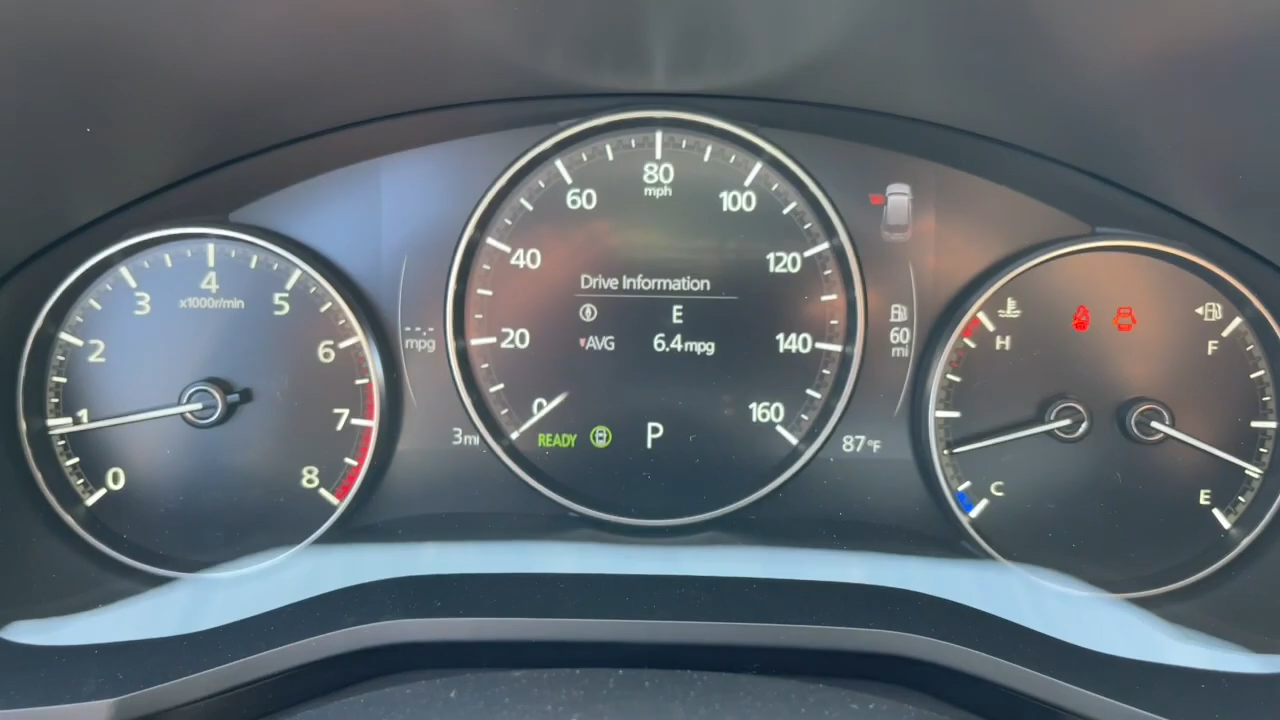 80
mph
60
100
40
120
20
140
0
160
Drive Information
E
AVG
6.4 mpg
READY
P
0
1
2
3
4
5
6
7
8
x1000r/min
-.-.
mpg
3 mi
60
mi
87°F
H
C
F
E